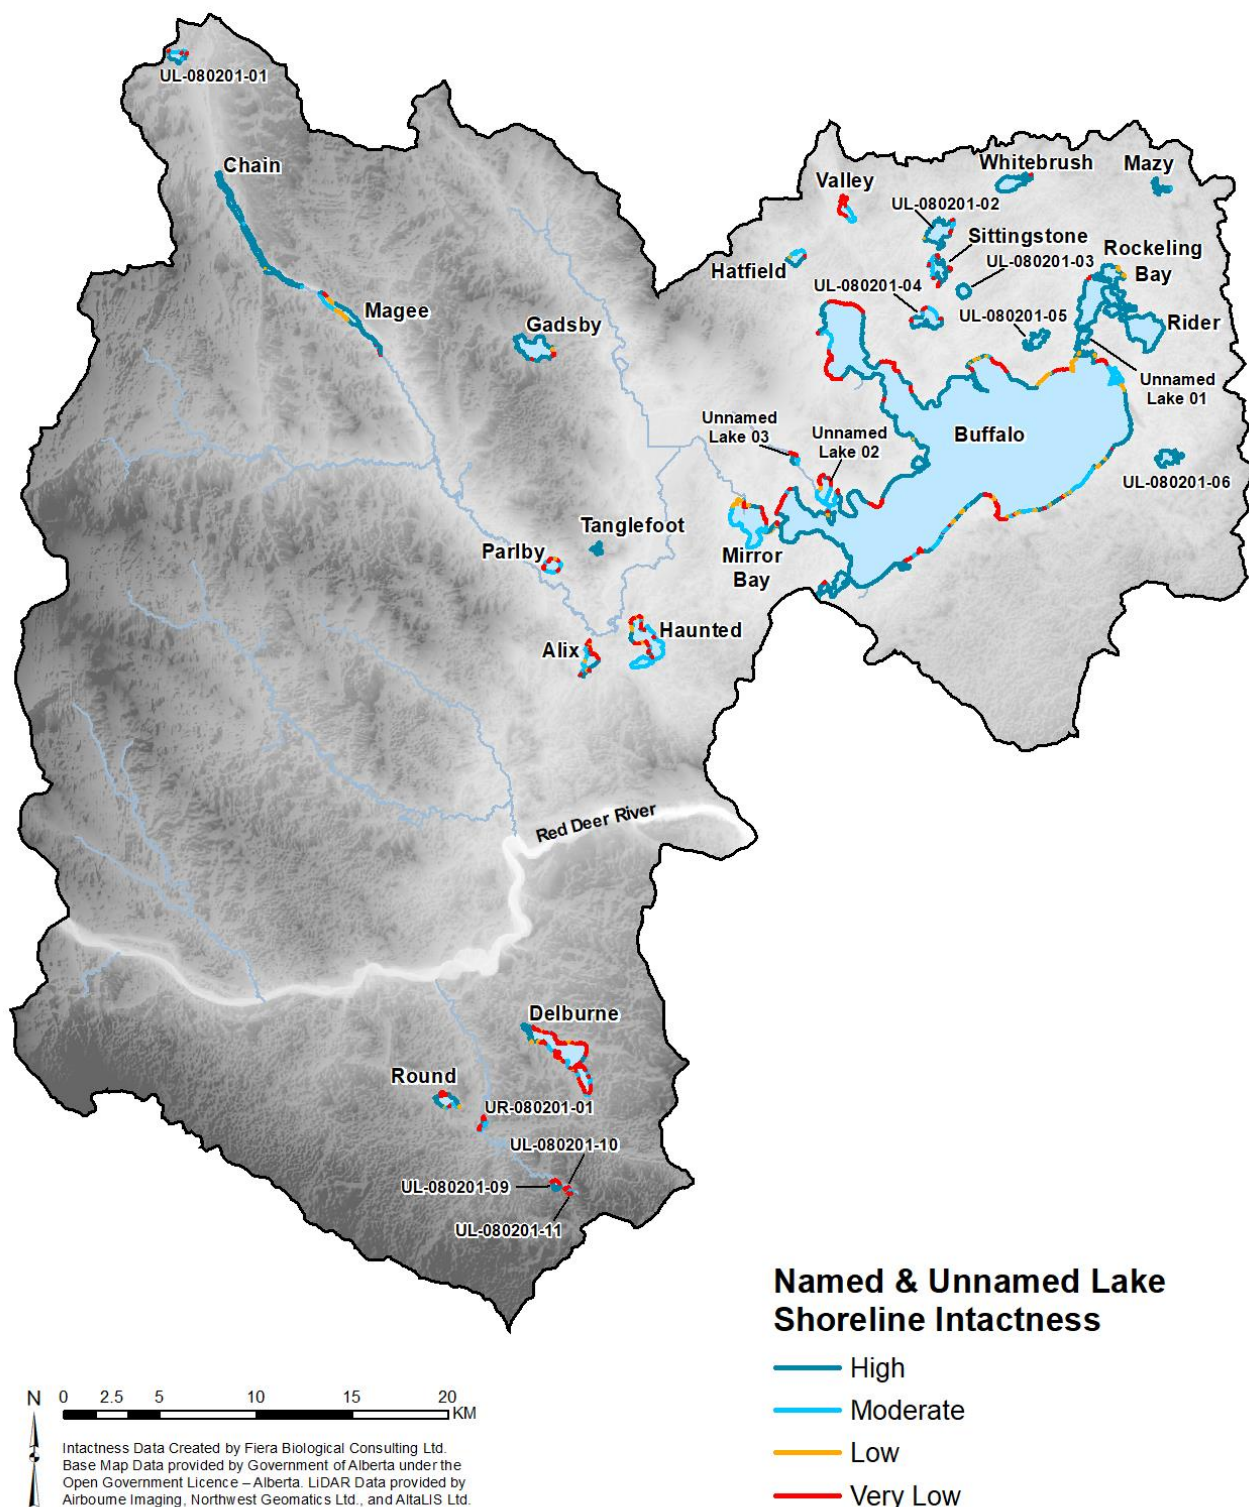 UL-080201-01
Chain
Magee
Gadsby
Valley
Whitebrush
Mazy
UL-080201-02
Sittingstone
Rockeling
Bay
Hatfield
UL-080201-03
UL-080201-04
UL-080201-05
Rider
Unnamed
Lake 01
Unnamed
Lake 03
Unnamed
Lake 02
Buffalo
UL-080201-06
Tanglefoot
Parlby
Mirror
Bay
Alix
Haunted
Red Deer River
Delburne
Round
UR-080201-01
UL-080201-10
UL-080201-09
UL-080201-11
Named & Unnamed Lake
Shoreline Intactness
High
Moderate
Low
Very Low
N
0 2.5 5 10 15 20
KM
Intactness Data Created by Fiera Biological Consulting Ltd.
Base Map Data provided by Government of Alberta under the
Open Government Licence – Alberta. LiDAR Data provided by
Airbourne Imaging, Northwest Geomatics Ltd., and AltaLIS Ltd.